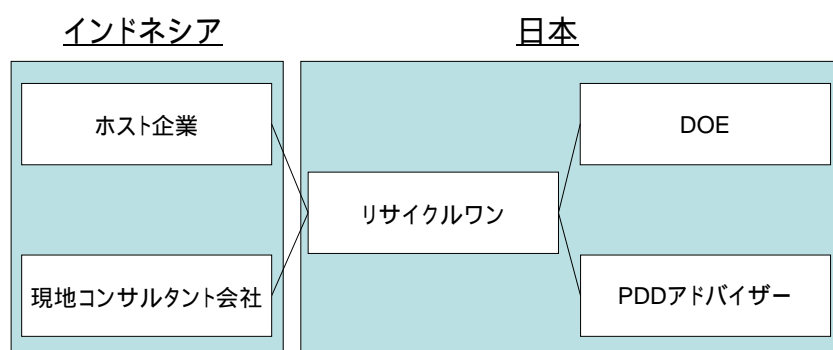 インドネシア
日本
ホスト企業
DOE
リサイクルワン
現地コンサルタント会社
PDDアドバイザー